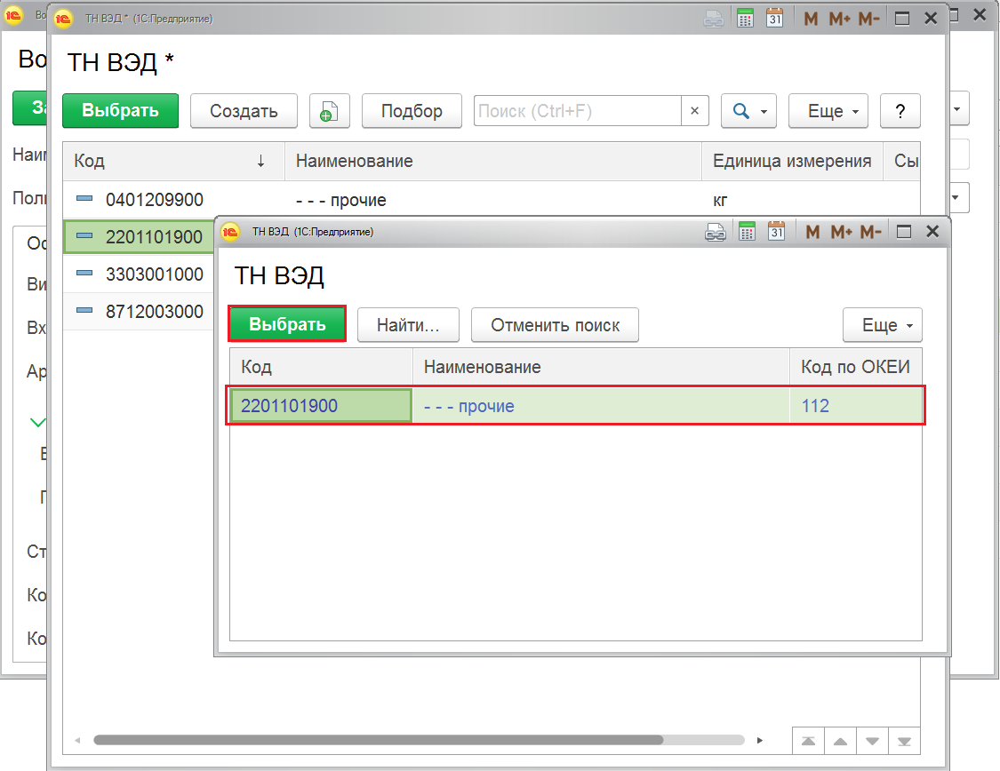 ТН ВЭД * (1С:Предприятие)
31 M M+ M-
Во
ТН ВЭД *
За
Выбрать Создать Подбор Поиск (Ctrl+F) × Еще ?
Наим
Код ↓ Наименование Единица измерения Сы
0401209900 - - - прочие кг
2201101900
3303001000
8712003000
Ос
Ви
Вх
Ар
Ст
Ко
Ко
ТН ВЭД (1С:Предприятие)
31 M M+ M-
ТН ВЭД
Выбрать Найти... Отменить поиск Еще
Код Наименование Код по ОКЕИ
2201101900 - - - прочие 112